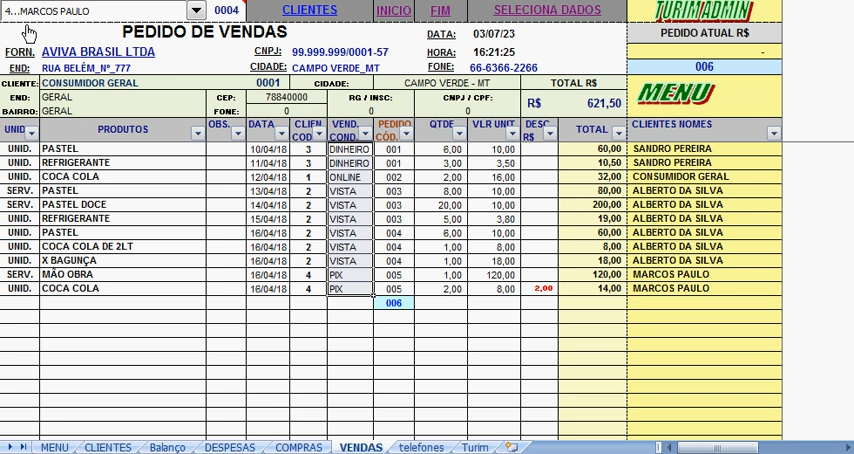 4...MARCOS PAULO 0004 CLIENTES INICIO FIM SELECIONA DADOS TURIM/ADMIN
PEDIDO DE VENDAS DATA: 03/07/23 PEDIDO ATUAL R$
FORN. AVIVA BRASIL LTDA CNPJ: 99.999.999/0001-57 HORA: 16:21:25 -
END: RUA BELÉM_Nº_777 CIDADE: CAMPO VERDE_MT FONE: 66-6366-2266 006
CLIENTE: CONSUMIDOR GERAL 0001 CIDADE: CAMPO VERDE - MT TOTAL R$ MENU
END: GERAL CEP: 78840000 RG / INSC: CNPJ / CPF: R$ 621,50
BAIRRO: GERAL FONE: 0 0 0
UNID PRODUTOS OBS. DATA CLIEN COD VEND. COND. PEDIDO CÓD. QTDE VLR UNIT DESC R$ TOTAL CLIENTES NOMES
UNID. PASTEL 10/04/18 3 DINHEIRO 001 6,00 10,00 60,00 SANDRO PEREIRA
UNID. REFRIGERANTE 11/04/18 3 DINHEIRO 001 3,00 3,50 10,50 SANDRO PEREIRA
UNID. COCA COLA 12/04/18 1 ONLINE 002 2,00 16,00 32,00 CONSUMIDOR GERAL
SERV. PASTEL 13/04/18 2 VISTA 003 8,00 10,00 80,00 ALBERTO DA SILVA
SERV. PASTEL DOCE 14/04/18 2 VISTA 003 20,00 10,00 200,00 ALBERTO DA SILVA
UNID. REFRIGERANTE 15/04/18 2 VISTA 003 5,00 3,80 19,00 ALBERTO DA SILVA
UNID. PASTEL 16/04/18 2 VISTA 004 6,00 10,00 60,00 ALBERTO DA SILVA
UNID. COCA COLA DE 2LT 16/04/18 2 VISTA 004 1,00 8,00 8,00 ALBERTO DA SILVA
UNID. X BAGUNÇA 16/04/18 2 VISTA 004 1,00 18,00 18,00 ALBERTO DA SILVA
SERV. MÃO OBRA 16/04/18 4 PIX 005 1,00 120,00 120,00 MARCOS PAULO
UNID. COCA COLA 16/04/18 4 PIX 005 2,00 8,00 2,00 14,00 MARCOS PAULO
006
MENU CLIENTES Balanço DESPESAS COMPRAS VENDAS telefones Turim